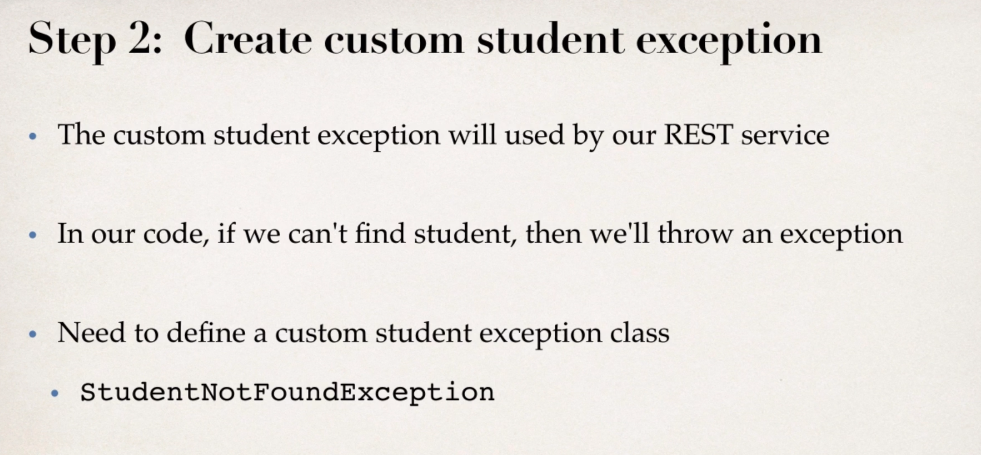 Step 2: Create custom student exception
• The custom student exception will used by our REST service
• In our code, if we can't find student, then we'll throw an exception
• Need to define a custom student exception class
• StudentNotFoundException